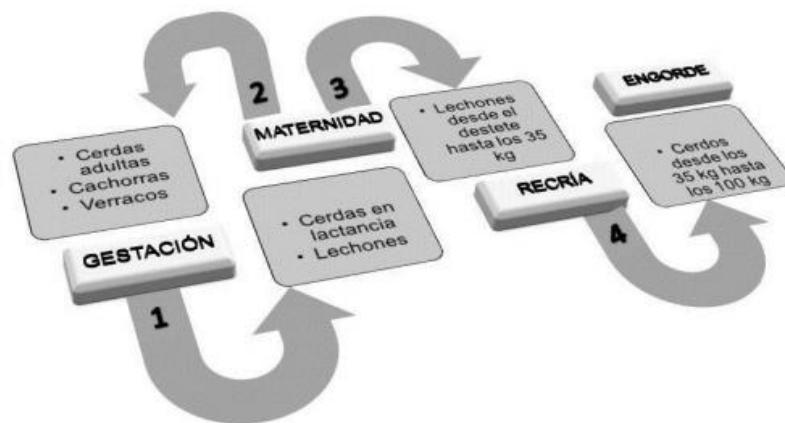 GESTACIÓN
• Cerdas
adultas
• Cachorras
• Verracos
1
2
MATERNIDAD
• Cerdas en
lactancia
• Lechones
3
RECRÍA
• Lechones
desde el
destete
hasta los 35
kg
4
ENGORDE
• Cerdos
desde los
35 kg hasta
los 100 kg